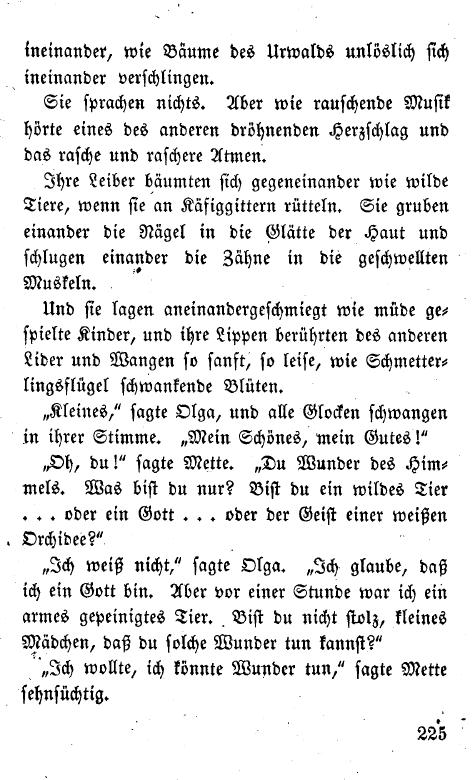 ineinander, wie Bäume des Urwalds unlöslich sich
ineinander verschlingen.
Sie sprachen nichts. Aber wie rauschende Musik
hörte eines des anderen dröhnenden Herzschlag und
das rasche und raschere Atmen.
Ihre Leiber bäumten sich gegeneinander wie wilde
Tiere, wenn sie an Käfiggittern rütteln. Sie gruben
einander die Nägel in die Glätte der Haut und
schlugen einander die Zähne in die geschwellten
Muskeln.
Und sie lagen aneinandergeschmiegt wie müde ge-
spielte Kinder, und ihre Lippen berührten des anderen
Lider und Wangen so sanft, so leise, wie Schmetter-
lingsflügel schwankende Blüten.
„Kleines,“ sagte Olga, und alle Glocken schwangen
in ihrer Stimme. „Mein Schönes, mein Gutes!“
„Oh, du!“ sagte Mette. „Du Wunder des Him-
mels. Was bist du nur? Bist du ein wildes Tier
. . . oder ein Gott . . . oder der Geist einer weißen
Orchidee?“
„Ich weiß nicht,“ sagte Olga. „Ich glaube, daß
ich ein Gott bin. Aber vor einer Stunde war ich ein
armes gepeinigtes Tier. Bist du nicht stolz, kleines
Mädchen, daß du solche Wunder tun kannst?“
„Ich wollte, ich könnte Wunder tun,“ sagte Mette
sehnsüchtig.
225